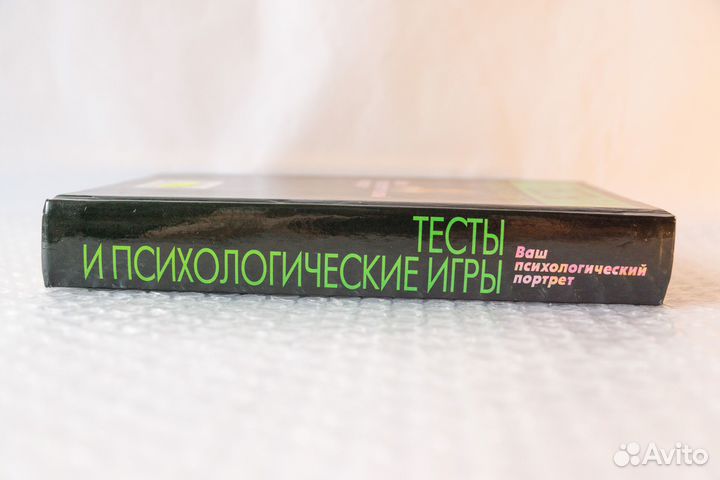 ТЕСТЫ
И ПСИХОЛОГИЧЕСКИЕ ИГРЫ
Ваш
психологический
портрет
Avito